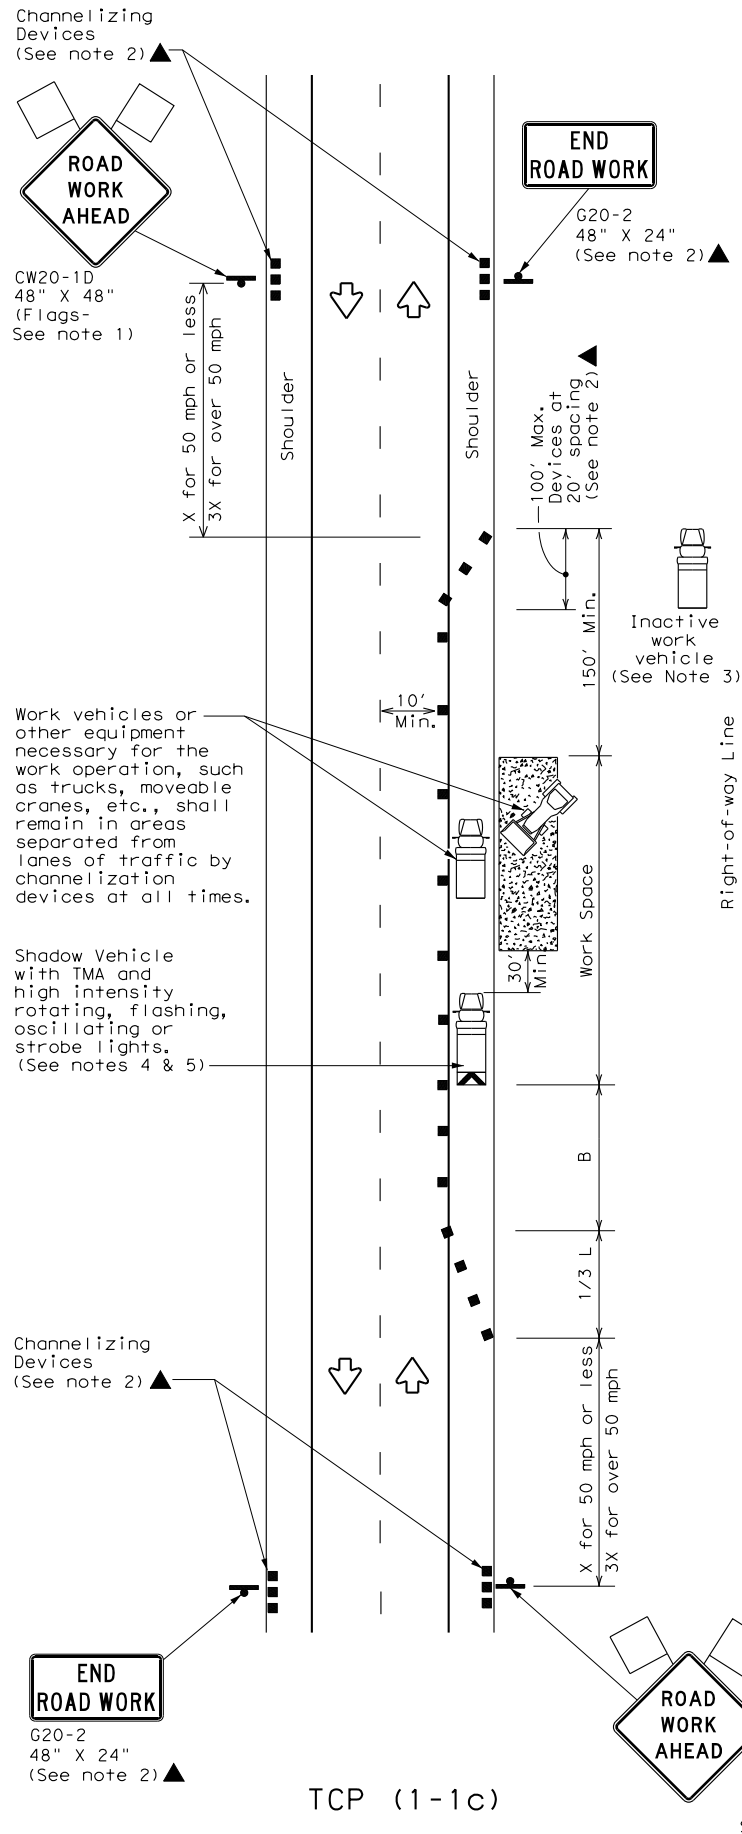 Channelizing
Devices
(See note 2)
ROAD
WORK
AHEAD
CW20-1D
48" X 48"
(Flags-
See note 1)
END
ROAD WORK
G20-2
48" X 24"
(See note 2)
X for 50 mph or less
3X for over 50 mph
Shoulder
Shoulder
100' Max.
Devices at
20' spacing
(See note 2)
150' Min.
Inactive
work
vehicle
(See Note 3)
10'
Min.
Right-of-way Line
Work vehicles or
other equipment
necessary for the
work operation, such
as trucks, moveable
cranes, etc., shall
remain in areas
separated from
lanes of traffic by
channelization
devices at all times.
Work Space
30'
Min
Shadow Vehicle
with TMA and
high intensity
rotating, flashing,
oscillating or
strobe lights.
(See notes 4 & 5)
B
1/3 L
Channelizing
Devices
(See note 2)
X for 50 mph or less
3X for over 50 mph
END
ROAD WORK
G20-2
48" X 24"
(See note 2)
ROAD
WORK
AHEAD
TCP (1-1c)